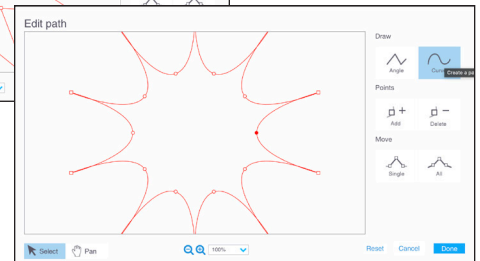 Edit path
Draw
Angle
Curve
Create a pa
Points
Add
Delete
Move
Single
All
Select
Pan
100%
Reset
Cancel
Done